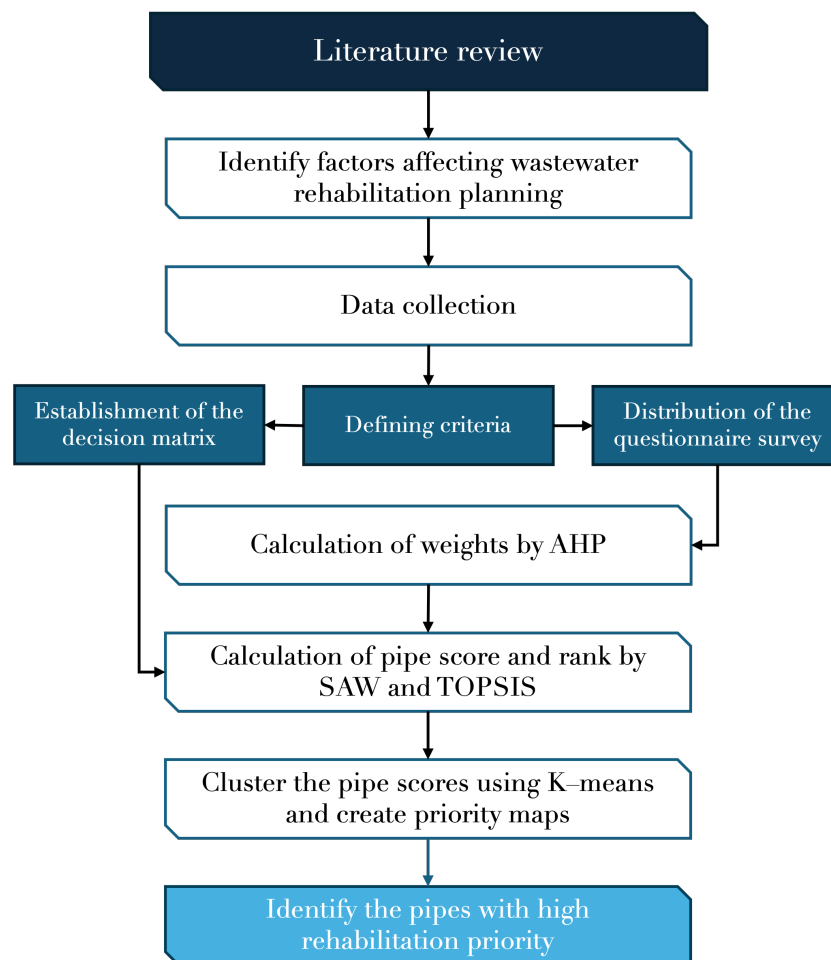 Literature review
Identify factors affecting wastewater
rehabilitation planning
Data collection
Establishment of the
decision matrix
Defining criteria
Distribution of the
questionnaire survey
Calculation of weights by AHP
Calculation of pipe score and rank by
SAW and TOPSIS
Cluster the pipe scores using K–means
and create priority maps
Identify the pipes with high
rehabilitation priority